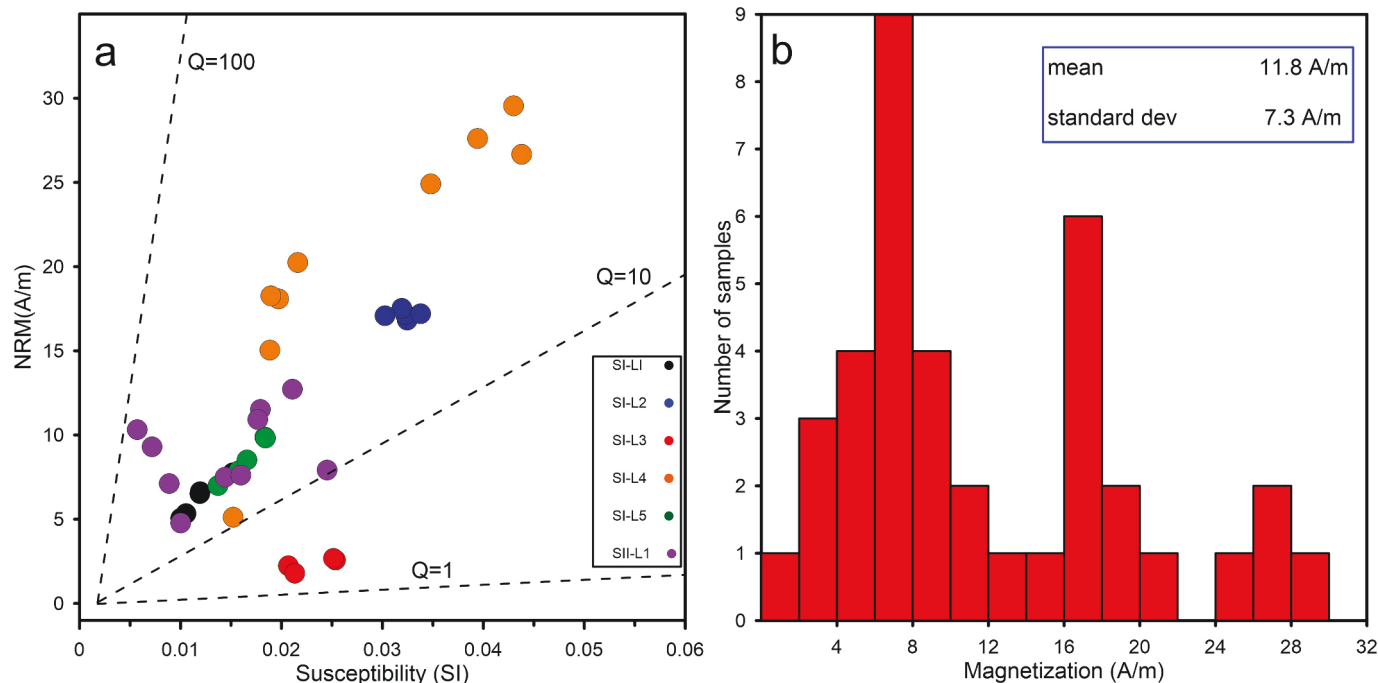 a
Q=100
Q=10
Q=1
NRM(A/m)
30
25
20
15
10
5
0
0
0.01
0.02
0.03
0.04
0.05
0.06
Susceptibility (SI)
SI-LI
SI-L2
SI-L3
SI-L4
SI-L5
SII-L1
b
mean 11.8 A/m
standard dev 7.3 A/m
Number of samples
9
8
7
6
5
4
3
2
1
0
4
8
12
16
20
24
28
32
Magnetization (A/m)